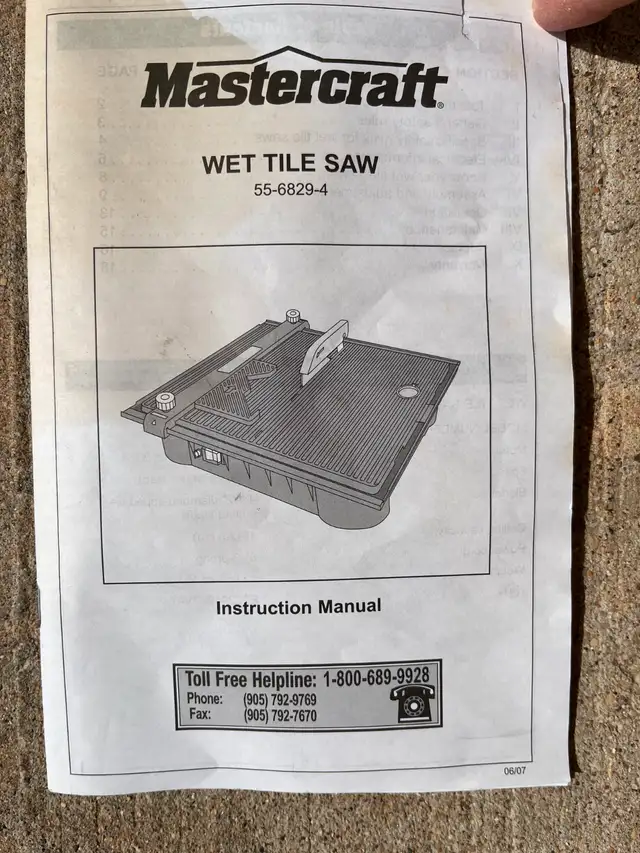 Mastercraft®
WET TILE SAW
55-6829-4
Instruction Manual
Toll Free Helpline: 1-800-689-9928
Phone: (905) 792-9769
Fax: (905) 792-7670
06/07